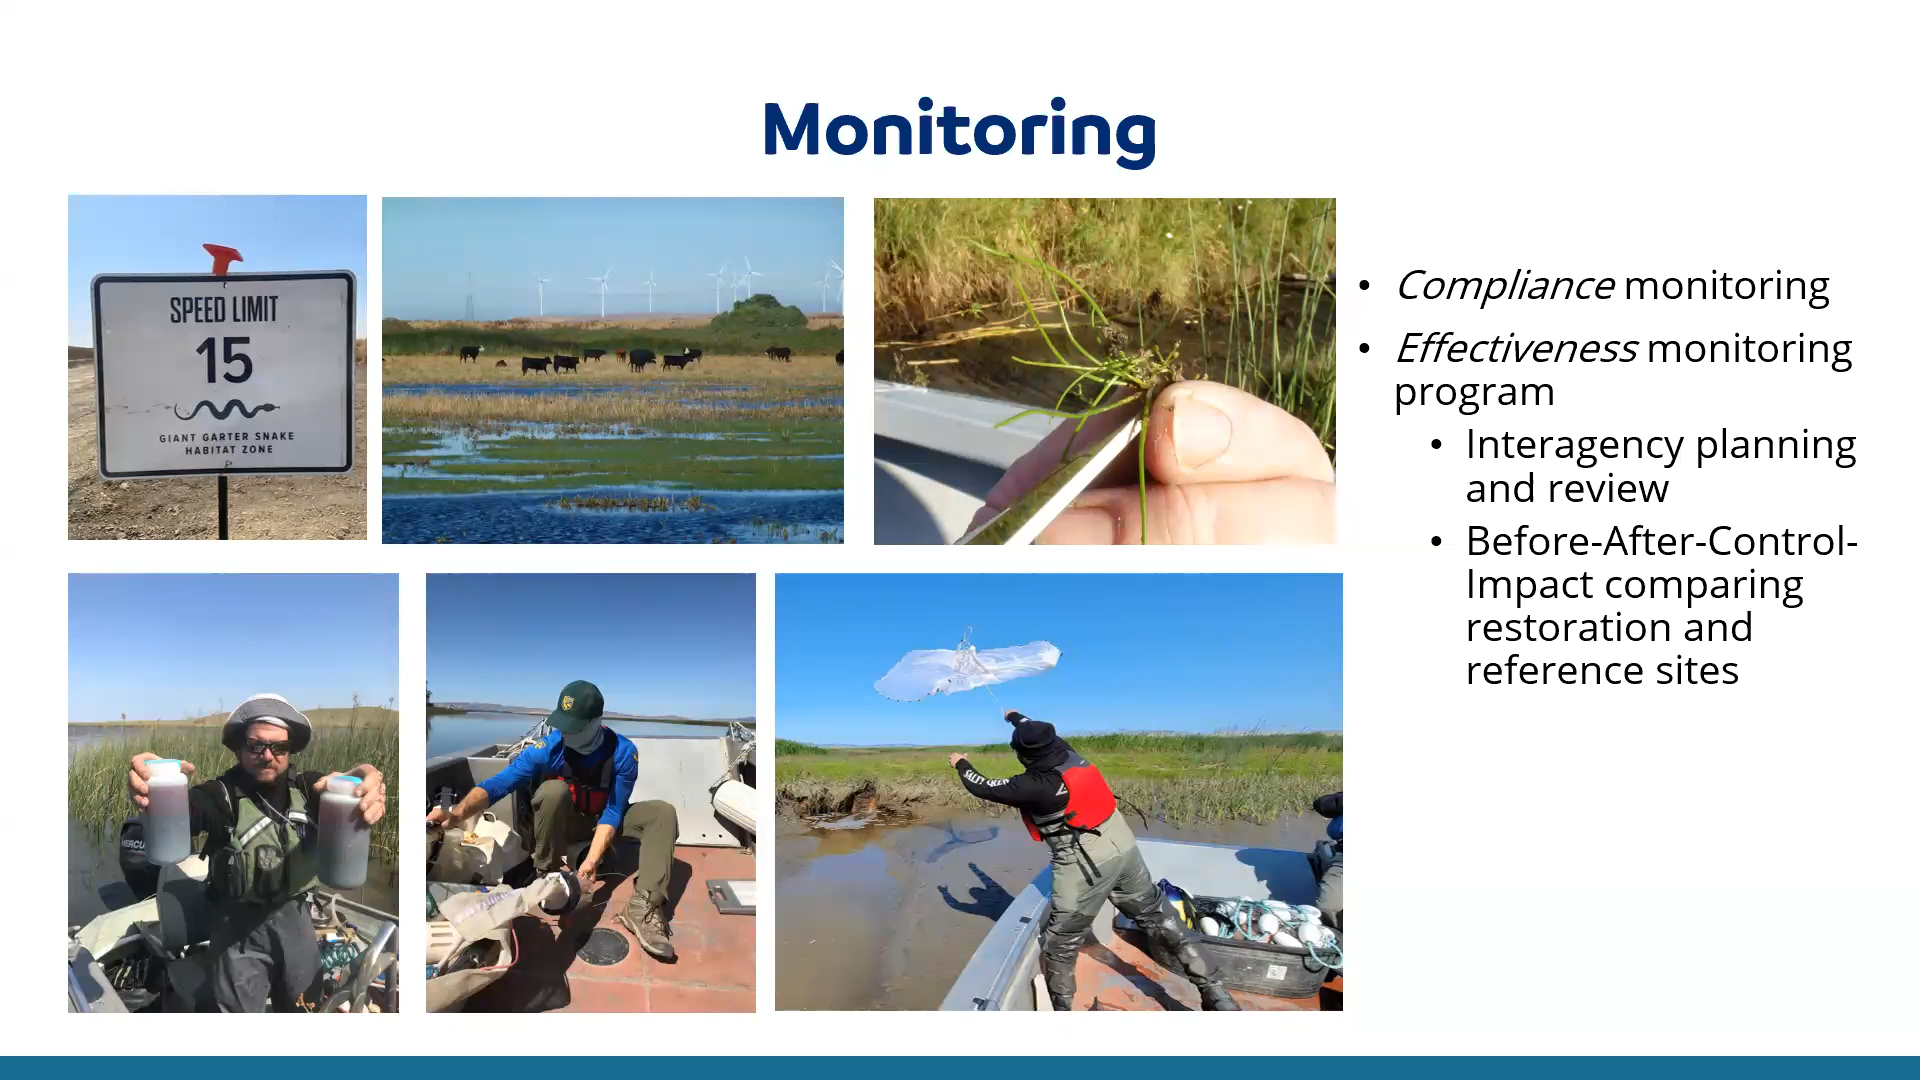 Monitoring
SPEED LIMIT
15
GIANT GARTER SNAKE
HABITAT ZONE
• Compliance monitoring
• Effectiveness monitoring
program
• Interagency planning
and review
• Before-After-Control-
Impact comparing
restoration and
reference sites